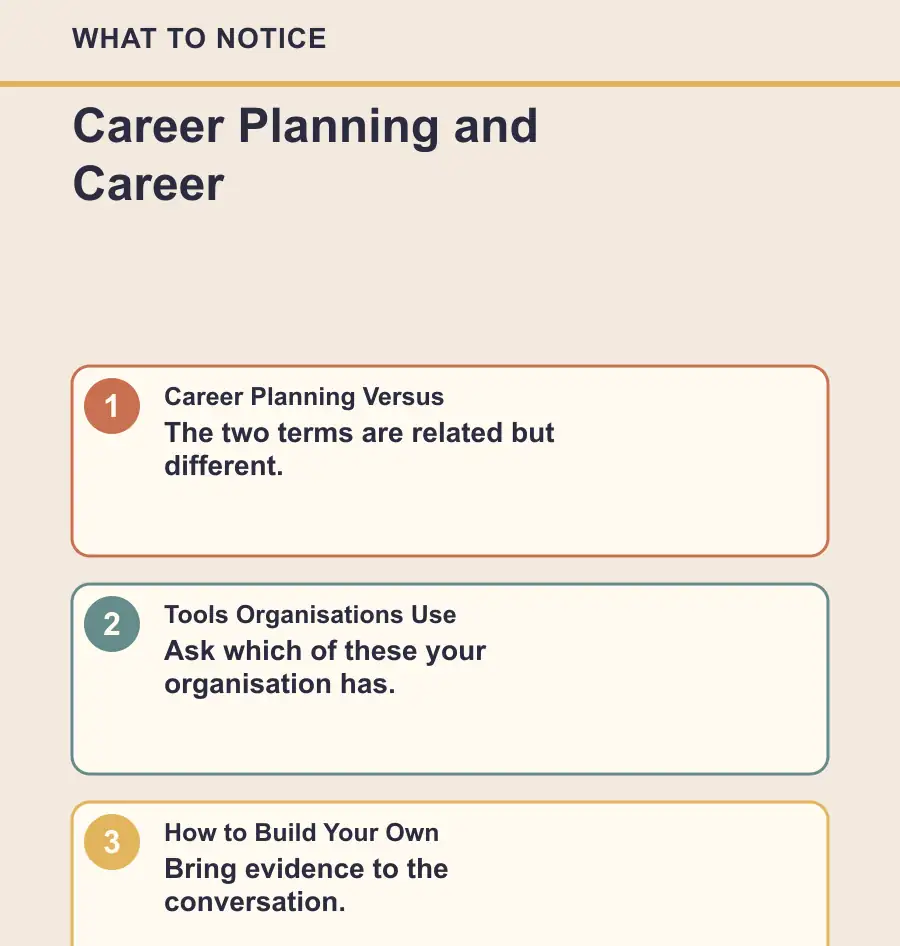 WHAT TO NOTICE
Career Planning and
Career
1
Career Planning Versus
The two terms are related but
different.
2
Tools Organisations Use
Ask which of these your
organisation has.
3
How to Build Your Own
Bring evidence to the
conversation.